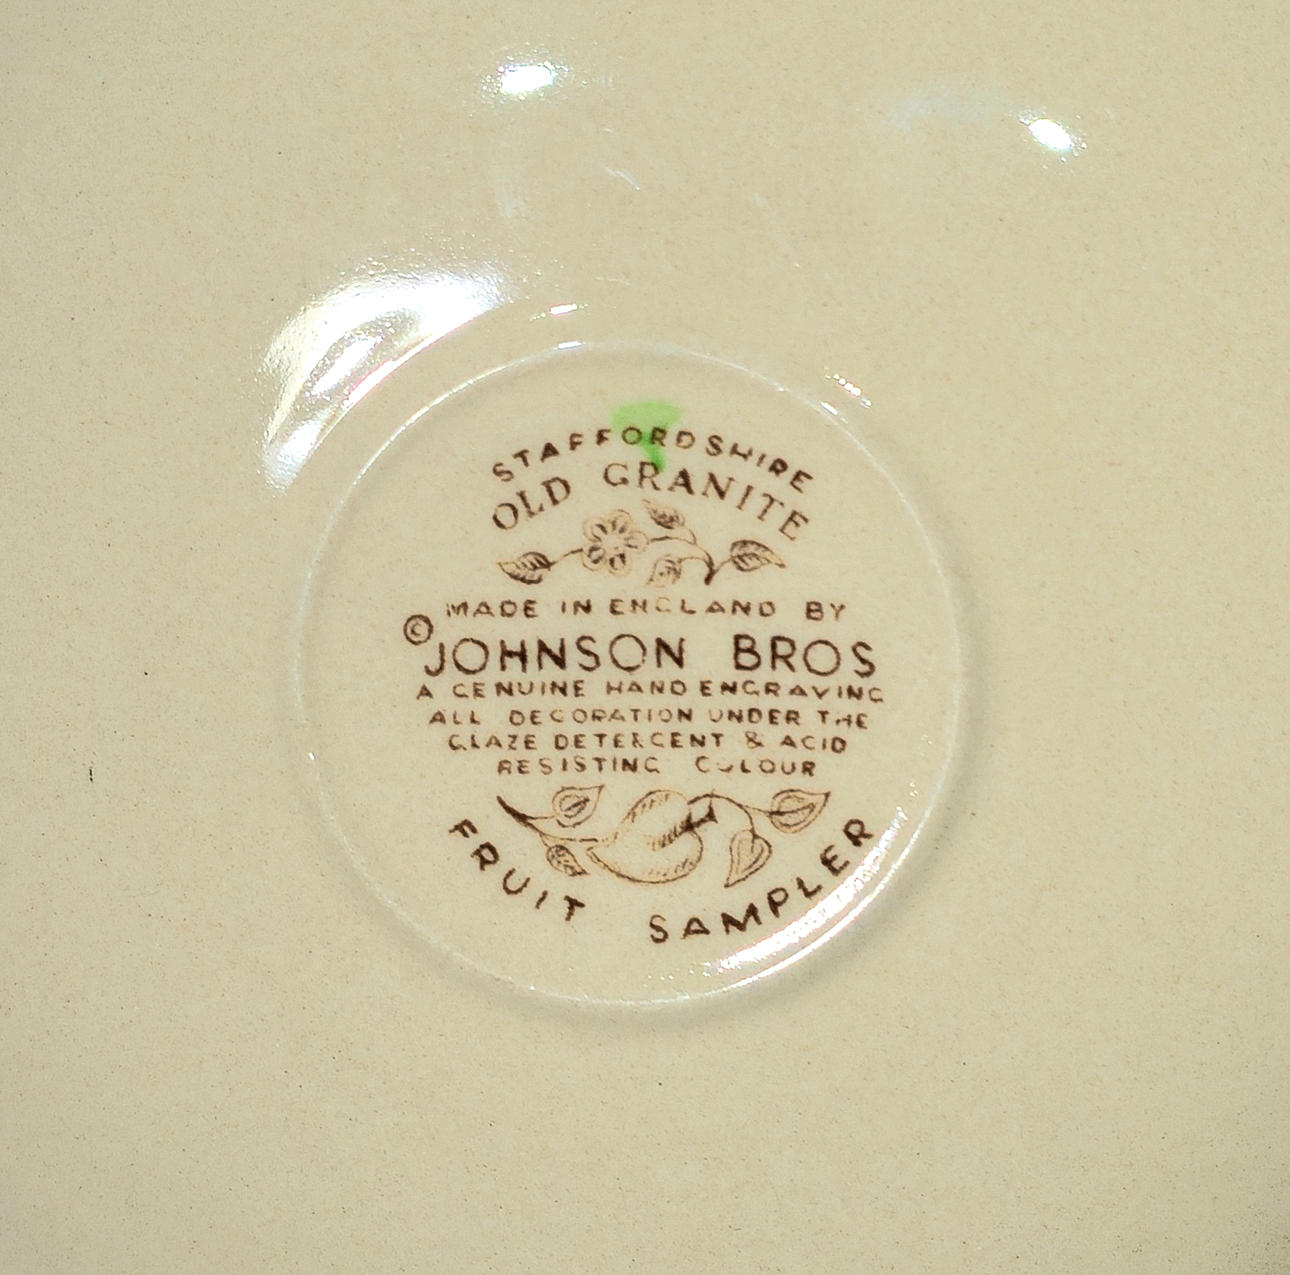 STAFFORDSHIRE
OLD GRANITE
MADE IN ENGLAND BY
© JOHNSON BROS
A GENUINE HAND ENGRAVING
ALL DECORATION UNDER THE
GLAZE DETERGENT & ACID
RESISTING COLOUR
FRUIT SAMPLER